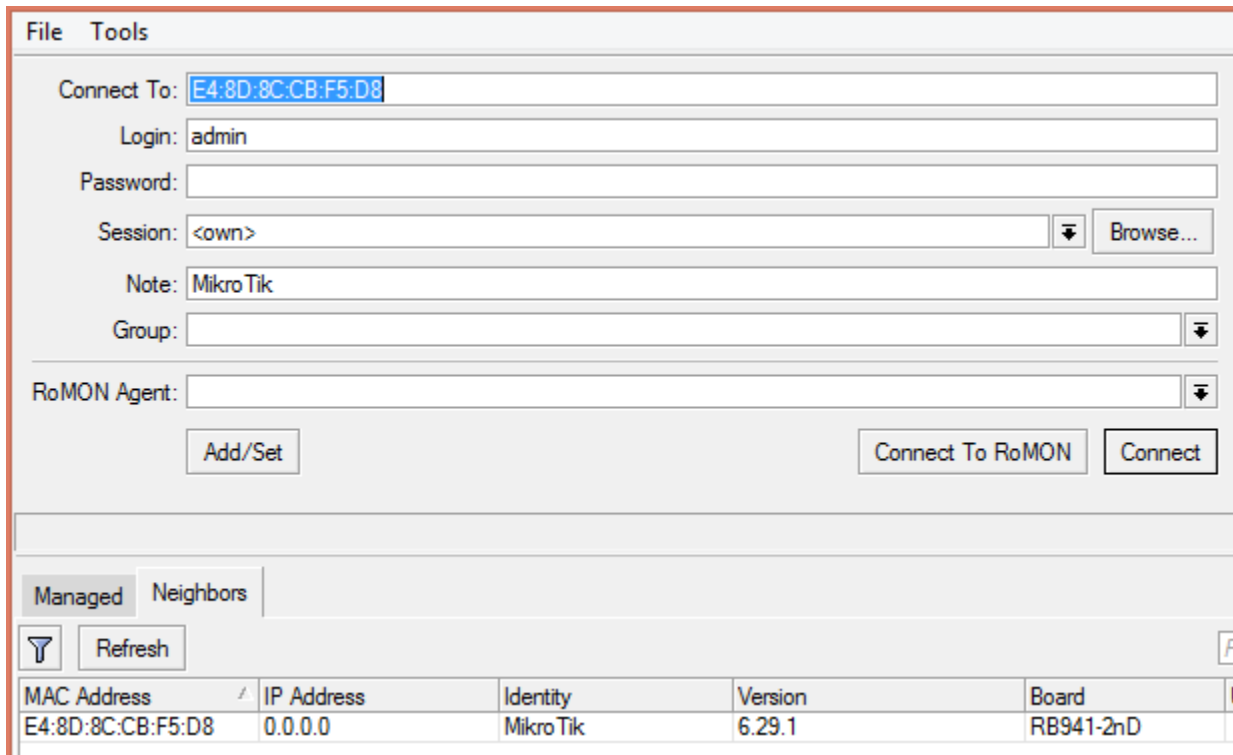 File Tools
Connect To: E4:8D:8C:CB:F5:D8
Login: admin
Password:
Session: <own> Browse...
Note: MikroTik
Group:
RoMON Agent:
Add/Set Connect To RoMON Connect
Managed Neighbors
Refresh
MAC Address IP Address Identity Version Board
E4:8D:8C:CB:F5:D8 0.0.0.0 MikroTik 6.29.1 RB941-2nD